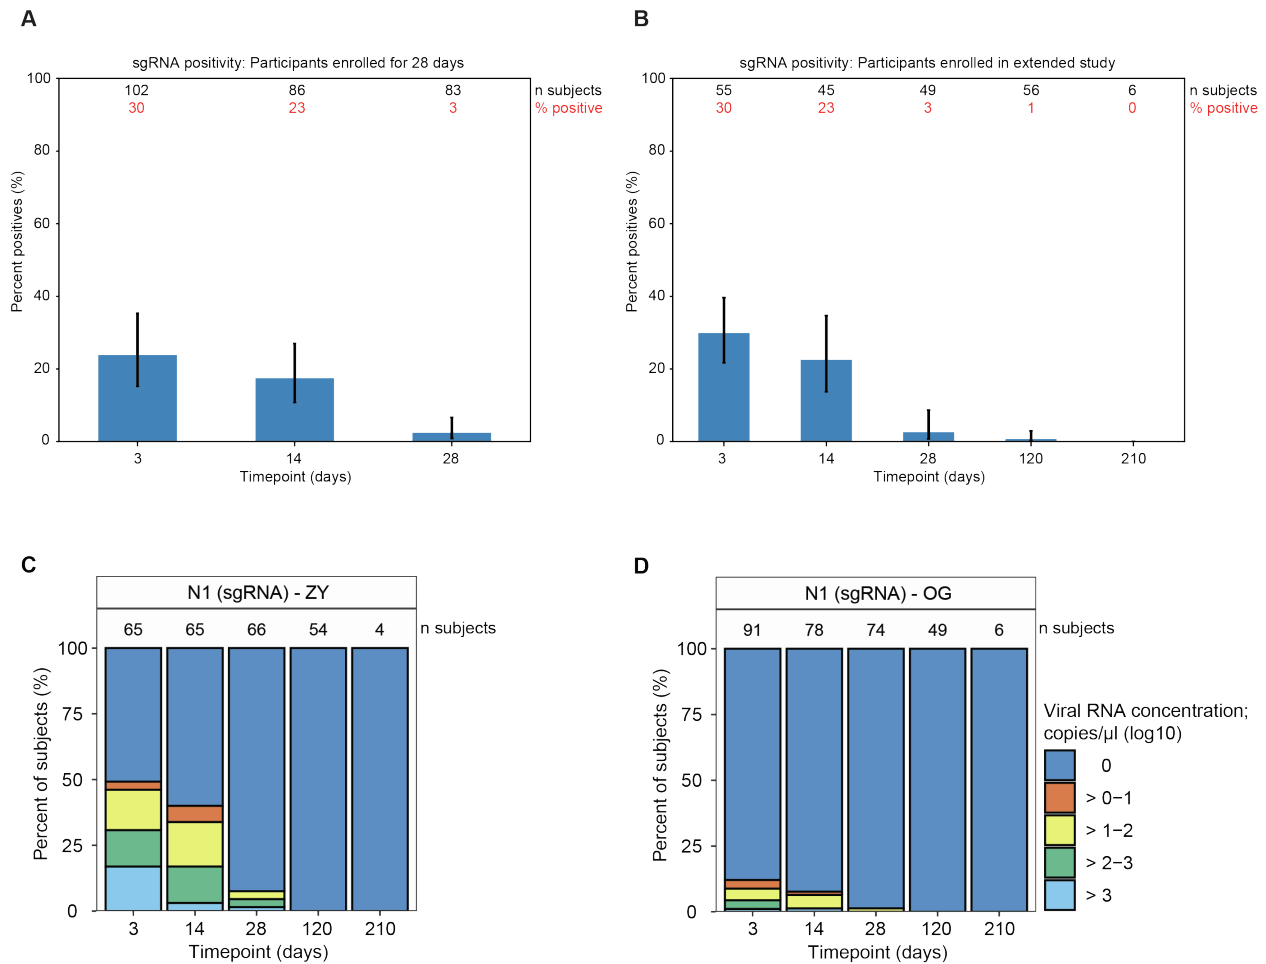 A
sgRNA positivity: Participants enrolled for 28 days
102 86 83 n subjects
30 23 3 % positive
100
80
60
40
20
0
Percent positives (%)
3 14 28
Timepoint (days)
B
sgRNA positivity: Participants enrolled in extended study
55 45 49 56 6 n subjects
30 23 3 1 0 % positive
100
80
60
40
20
0
Percent positives (%)
3 14 28 120 210
Timepoint (days)
C
N1 (sgRNA) - ZY
65 65 66 54 4 n subjects
100
75
50
25
0
Percent of subjects (%)
3 14 28 120 210
Timepoint (days)
D
N1 (sgRNA) - OG
91 78 74 49 6 n subjects
100
75
50
25
0
Percent of subjects (%)
3 14 28 120 210
Timepoint (days)
Viral RNA concentration;
copies/µl (log10)
0
> 0−1
> 1−2
> 2−3
> 3